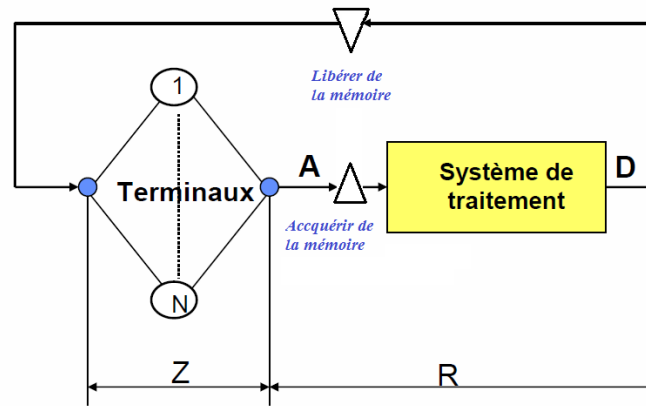 1
Libérer de
la mémoire
A
Système de
traitement
D
Terminaux
Accquérir de
la mémoire
N
Z
R